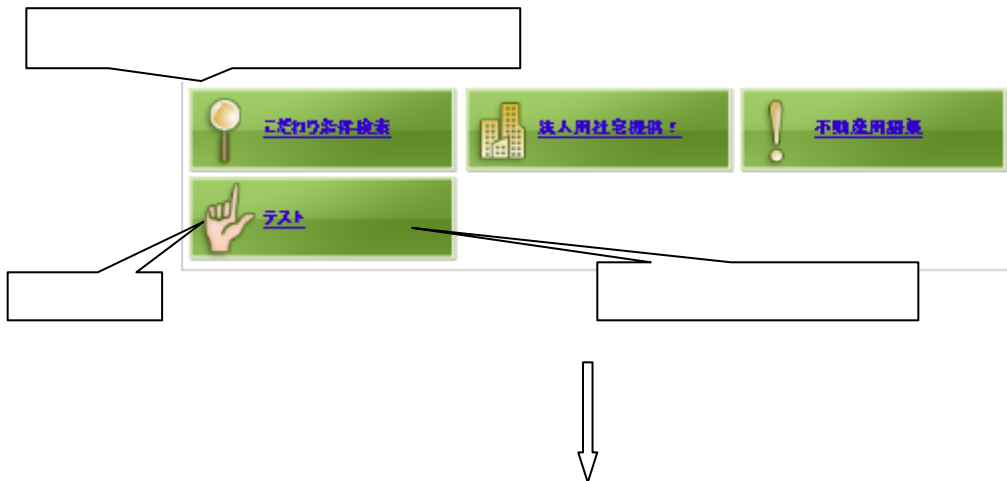 こだわり条件検索
法人用社宅提供！
不動産用語集
テスト